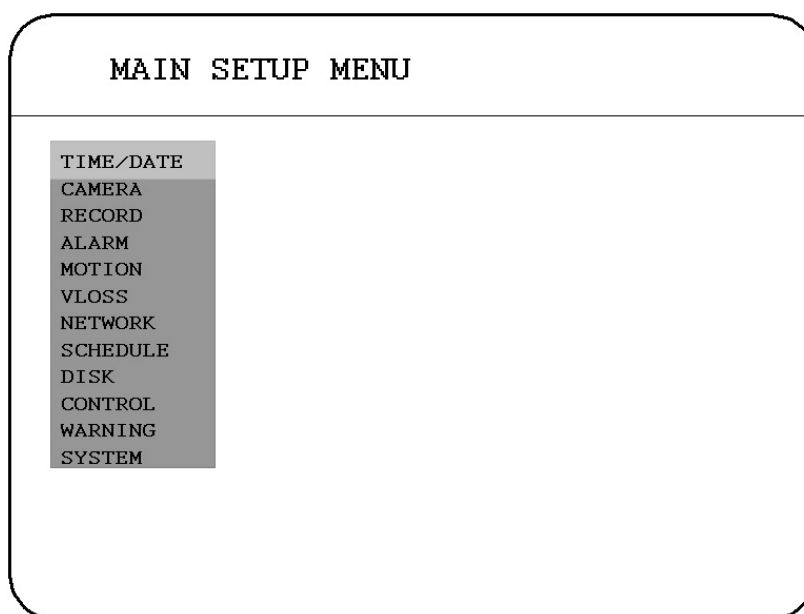 MAIN SETUP MENU
TIME/DATE
CAMERA
RECORD
ALARM
MOTION
VLOSS
NETWORK
SCHEDULE
DISK
CONTROL
WARNING
SYSTEM